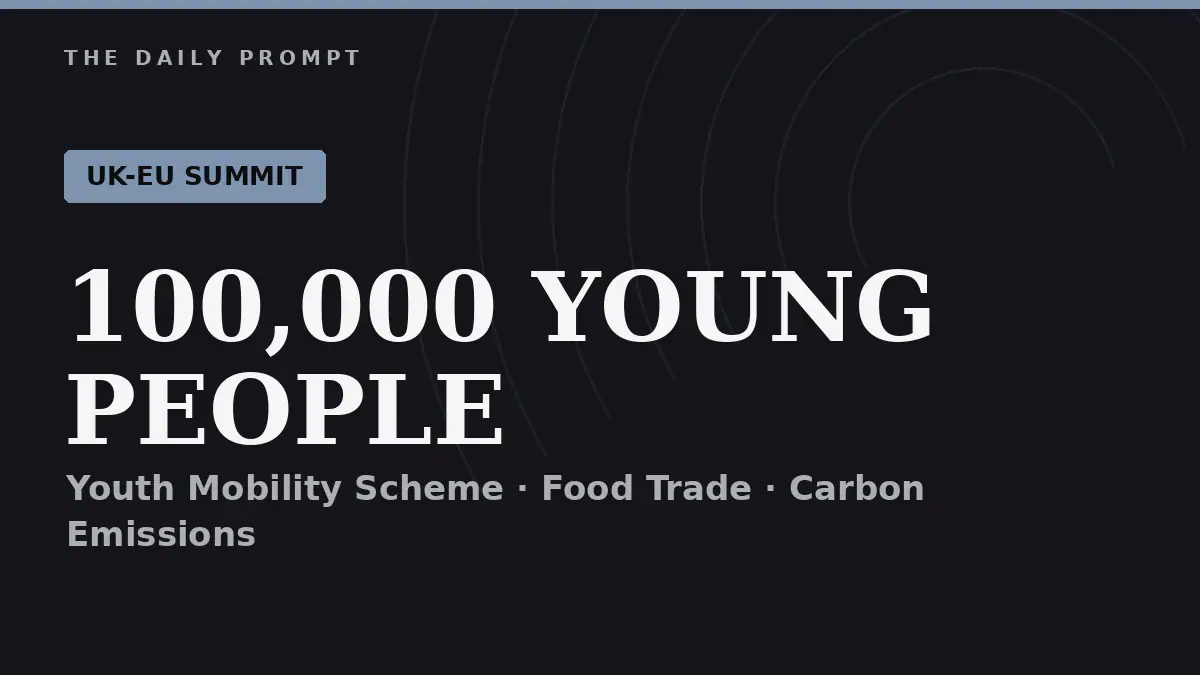 THE DAILY PROMPT
UK-EU SUMMIT
100,000 YOUNG
PEOPLE
Youth Mobility Scheme · Food Trade · Carbon
Emissions